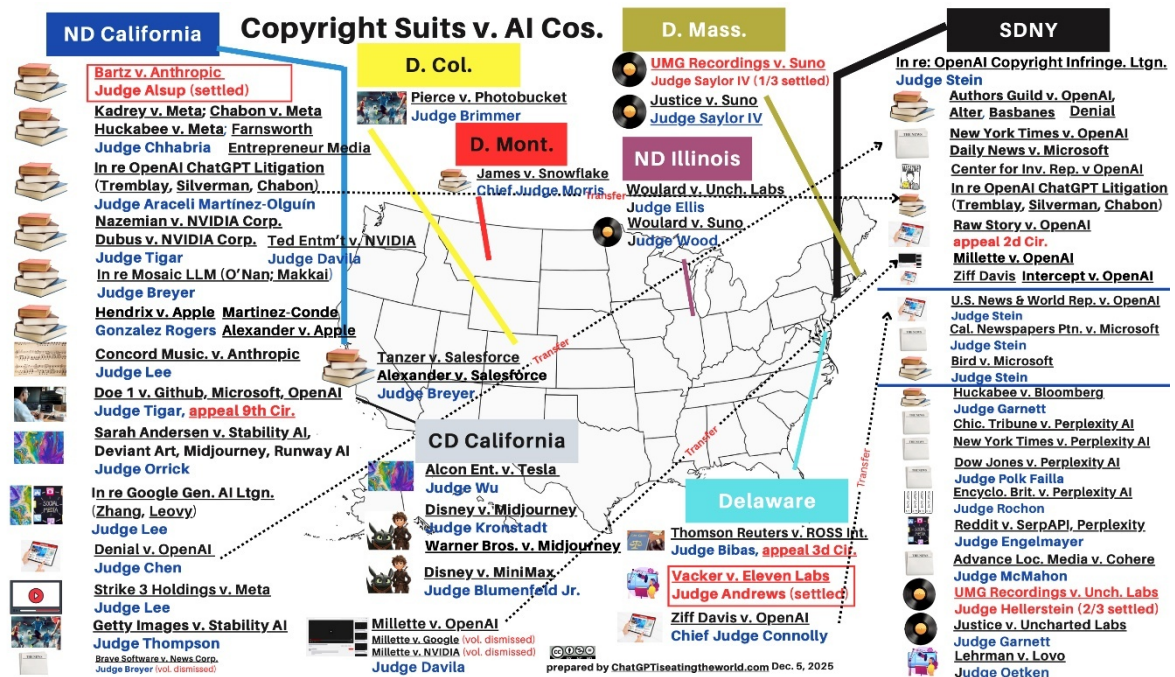 Copyright Suits v. AI Cos.
ND California
Bartz v. Anthropic
Judge Alsup (settled)
Kadrey v. Meta; Chabon v. Meta
Huckabee v. Meta; Farnsworth
Judge Chhabria Entrepreneur Media
In re OpenAI ChatGPT Litigation
(Tremblay, Silverman, Chabon)
Judge Araceli Martínez-Olguín
Nazemian v. NVIDIA Corp.
Dubus v. NVIDIA Corp. Ted Entm't v. NVIDIA
Judge Tigar Judge Davila
In re Mosaic LLM (O'Nan; Makkai)
Judge Breyer
Hendrix v. Apple Martinez-Conde
Gonzalez Rogers Alexander v. Apple
Concord Music. v. Anthropic
Judge Lee
Doe 1 v. Github, Microsoft, OpenAI
Judge Tigar, appeal 9th Cir.
Sarah Andersen v. Stability AI,
Deviant Art, Midjourney, Runway AI
Judge Orrick
In re Google Gen. AI Ltgn.
(Zhang, Leovy)
Judge Lee
Denial v. OpenAI
Judge Chen
Strike 3 Holdings v. Meta
Judge Lee
Getty Images v. Stability AI
Judge Thompson
Brave Software v. News Corp.
Judge Breyer (vol. dismissed)
D. Col.
Pierce v. Photobucket
Judge Brimmer
D. Mont.
James v. Snowflake
Chief Judge Morris
Transfer
Tanzer v. Salesforce
Alexander v. Salesforce
Judge Breyer
CD California
Alcon Ent. v. Tesla
Judge Wu
Disney v. Midjourney
Judge Kronstadt
Warner Bros. v. Midjourney
Disney v. MiniMax
Judge Blumenfeld Jr.
Millette v. OpenAI
Millette v. Google (vol. dismissed)
Millette v. NVIDIA (vol. dismissed)
Judge Davila
D. Mass.
UMG Recordings v. Suno
Judge Saylor IV (1/3 settled)
Justice v. Suno
Judge Saylor IV
ND Illinois
Woulard v. Unch. Labs
Judge Ellis
Woulard v. Suno
Judge Wood
Transfer
Transfer
Transfer
Delaware
Thomson Reuters v. ROSS Int.
Judge Bibas, appeal 3d Cir.
Vacker v. Eleven Labs
Judge Andrews (settled)
Ziff Davis v. OpenAI
Chief Judge Connolly
prepared by ChatGPTiseatingtheworld.com Dec. 5, 2025
SDNY
In re: OpenAI Copyright Infringe. Ltgn.
Judge Stein
Authors Guild v. OpenAI,
Alter, Basbanes Denial
New York Times v. OpenAI
Daily News v. Microsoft
Center for Inv. Rep. v OpenAI
In re OpenAI ChatGPT Litigation
(Tremblay, Silverman, Chabon)
Raw Story v. OpenAI
appeal 2d Cir.
Millette v. OpenAI
Ziff Davis Intercept v. OpenAI
U.S. News & World Rep. v. OpenAI
Judge Stein
Cal. Newspapers Ptn. v. Microsoft
Judge Stein
Bird v. Microsoft
Judge Stein
Huckabee v. Bloomberg
Judge Garnett
Chic. Tribune v. Perplexity AI
New York Times v. Perplexity AI
Dow Jones v. Perplexity AI
Judge Polk Failla
Encyclo. Brit. v. Perplexity AI
Judge Rochon
Reddit v. SerpAPI, Perplexity
Judge Engelmayer
Advance Loc. Media v. Cohere
Judge McMahon
UMG Recordings v. Unch. Labs
Judge Hellerstein (2/3 settled)
Justice v. Uncharted Labs
Judge Garnett
Lehrman v. Lovo
Judge Oetken